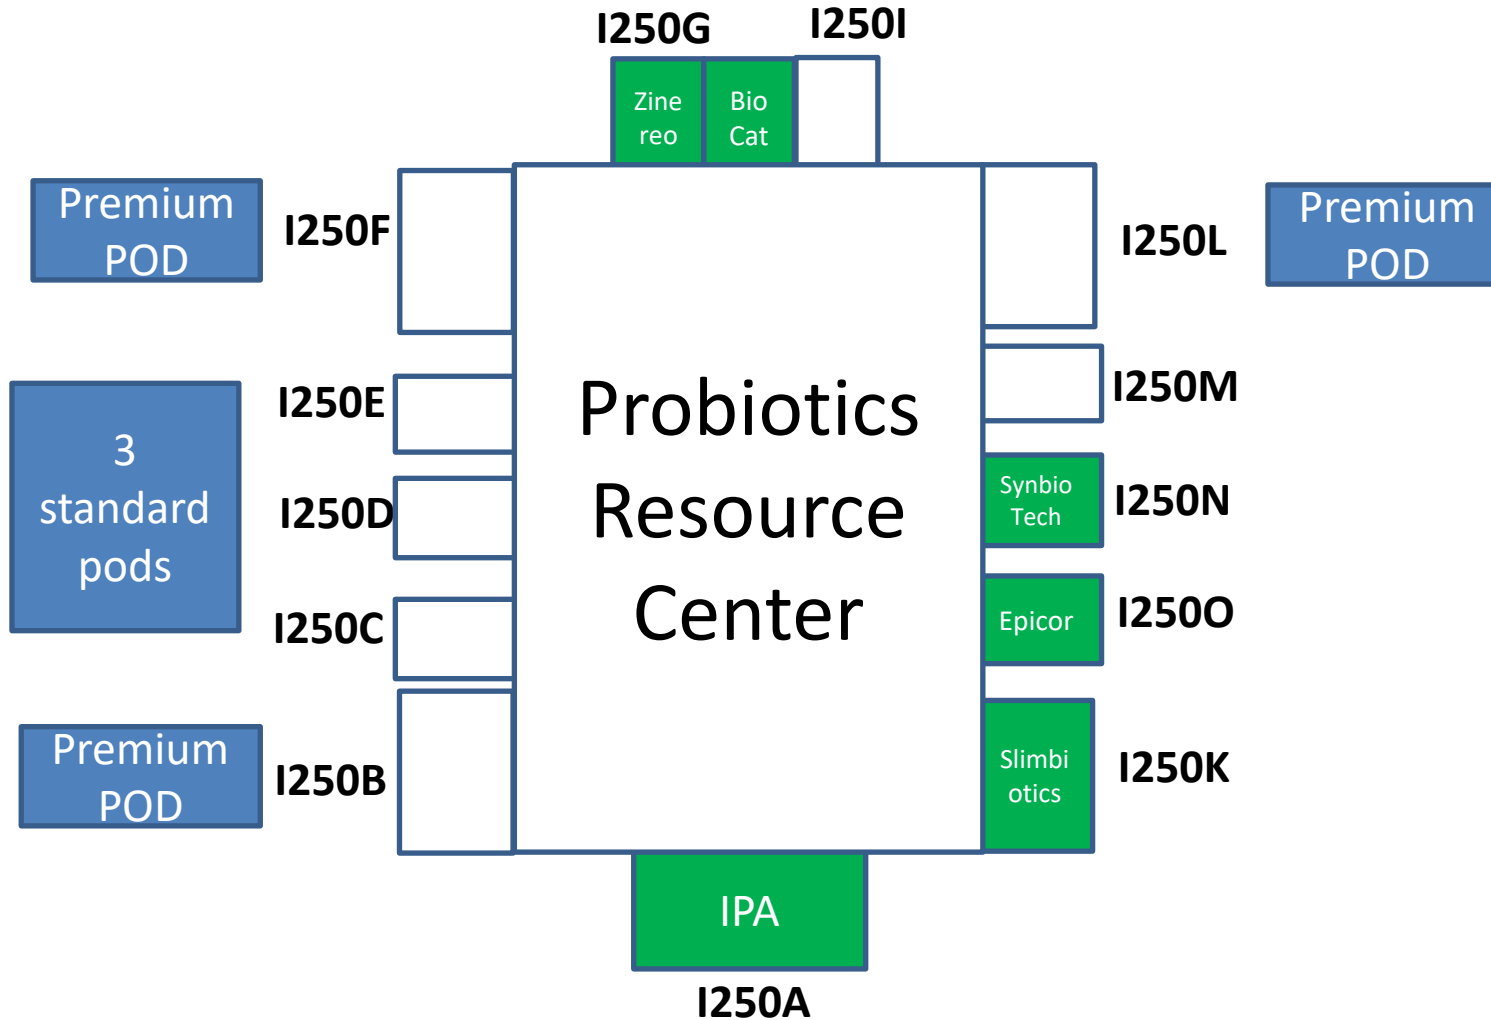 I250G
I250I
Zine
reo
Bio
Cat
Premium
POD
I250F
I250L
Premium
POD
I250E
I250M
3
standard
pods
I250D
Probiotics
Resource
Center
Synbio
Tech
I250N
I250C
Epicor
I250O
Premium
POD
I250B
Slimbi
otics
I250K
IPA
I250A